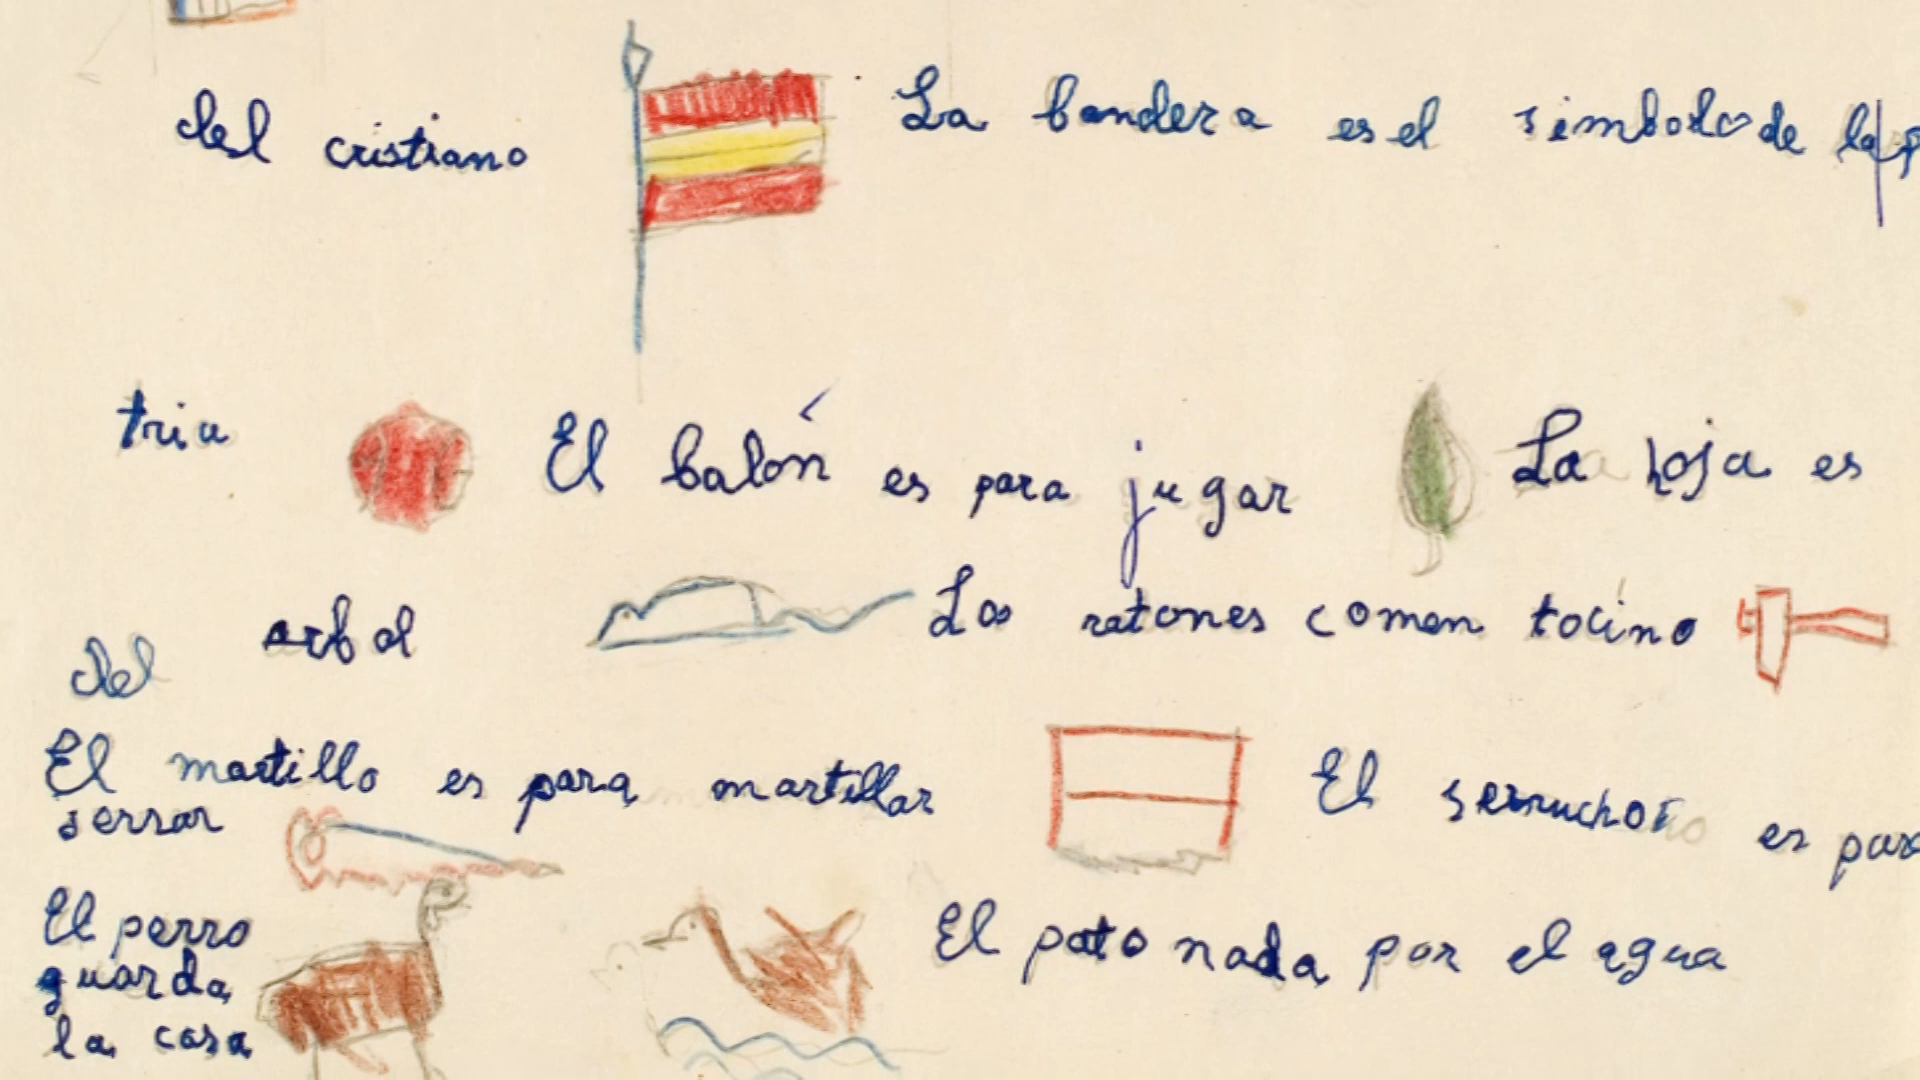 del cristiano La bandera es el simbolo de la p
tria El balón es para jugar La hoja es
del arbol Los ratones comen tocino
El martillo es para martillar El serrucho es para
serrar
El perro
guarda
la casa
El pato nada por el agua